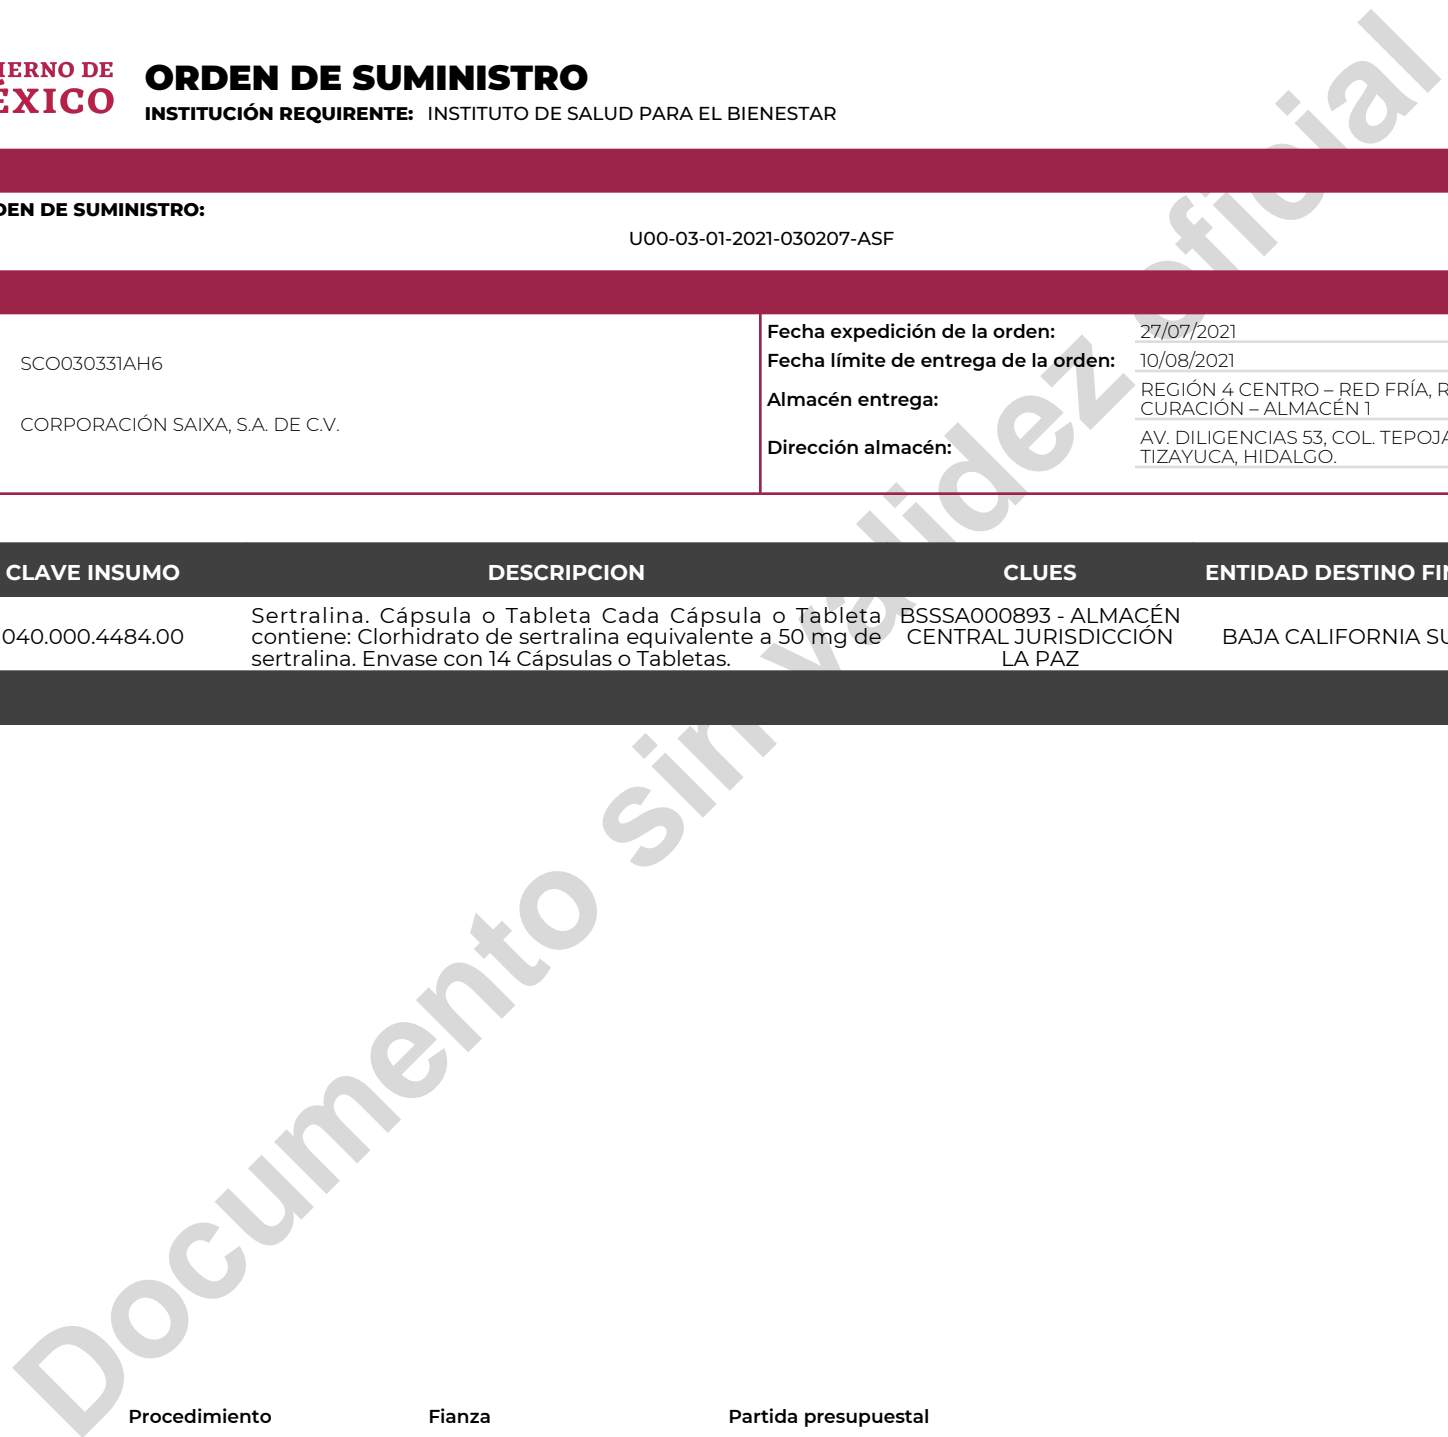 IERNO DE
ÉXICO
ORDEN DE SUMINISTRO
INSTITUCIÓN REQUIRENTE: INSTITUTO DE SALUD PARA EL BIENESTAR
DEN DE SUMINISTRO:
U00-03-01-2021-030207-ASF
SCO030331AH6
CORPORACIÓN SAIXA, S.A. DE C.V.
Fecha expedición de la orden: 27/07/2021
Fecha límite de entrega de la orden: 10/08/2021
Almacén entrega: REGIÓN 4 CENTRO – RED FRÍA, R
CURACIÓN – ALMACÉN 1
Dirección almacén: AV. DILIGENCIAS 53, COL. TEPOJA
TIZAYUCA, HIDALGO.
CLAVE INSUMO DESCRIPCION CLUES ENTIDAD DESTINO FIN
040.000.4484.00
Sertralina. Cápsula o Tableta Cada Cápsula o Tableta
contiene: Clorhidrato de sertralina equivalente a 50 mg de
sertralina. Envase con 14 Cápsulas o Tabletas.
BSSSA000893 - ALMACÉN
CENTRAL JURISDICCIÓN
LA PAZ
BAJA CALIFORNIA SU
Documento sin validez oficial
Procedimiento Fianza Partida presupuestal